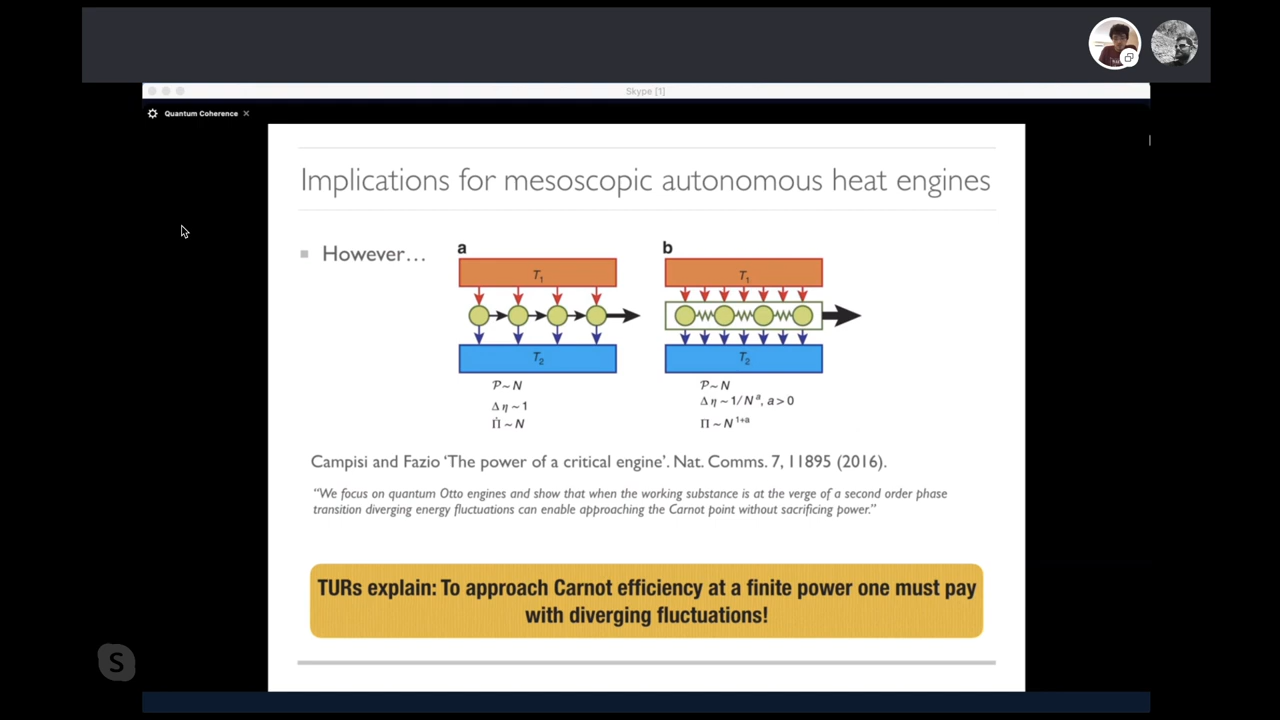 Skype [1]
Quantum Coherence
Implications for mesoscopic autonomous heat engines
However…
a
b
T₁
T₁
T₂
T₂
𝒫 ~ N
Δ η ~ 1
Π̇ ~ N
𝒫 ~ N
Δ η ~ 1/Nᵃ, a > 0
Π ~ N¹⁺ᵃ
Campisi and Fazio ‘The power of a critical engine’. Nat. Comms. 7, 11895 (2016).
“We focus on quantum Otto engines and show that when the working substance is at the verge of a second order phase
transition diverging energy fluctuations can enable approaching the Carnot point without sacrificing power.”
TURs explain: To approach Carnot efficiency at a finite power one must pay
with diverging fluctuations!
S